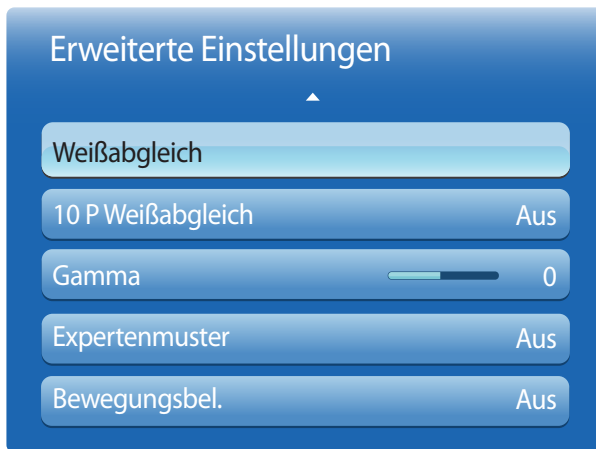 Erweiterte Einstellungen
Weißabgleich
10 P Weißabgleich Aus
Gamma 0
Expertenmuster Aus
Bewegungsbel. Aus